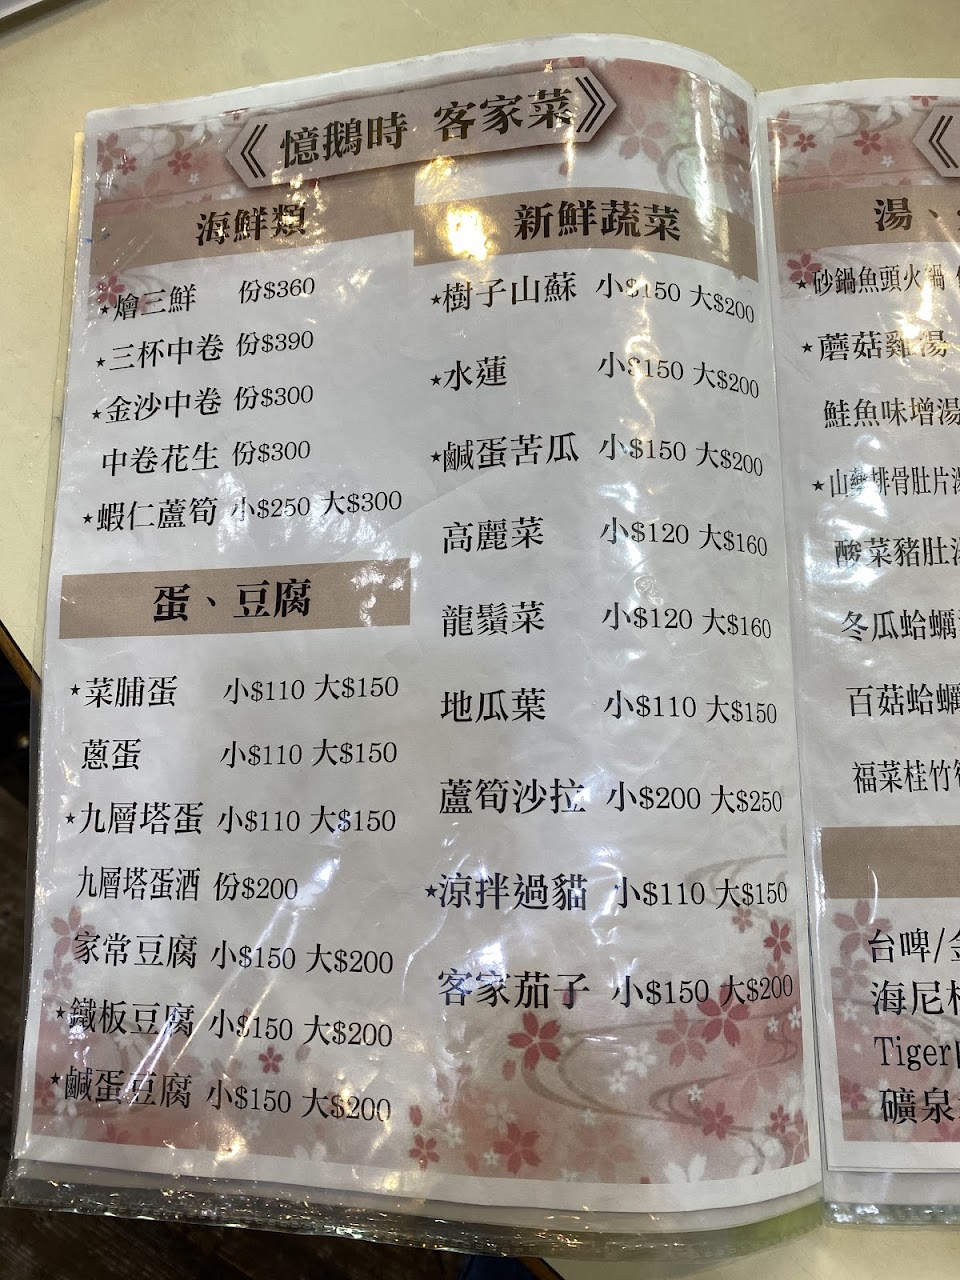 《憶鵝時 客家菜》
海鮮類
★燴三鮮 份$360
★三杯中卷 份$390
★金沙中卷 份$300
中卷花生 份$300
★蝦仁蘆筍 小$250 大$300
蛋、豆腐
★菜脯蛋 小$110 大$150
蔥蛋 小$110 大$150
★九層塔蛋 小$110 大$150
九層塔蛋酒 份$200
家常豆腐 小$150 大$200
★鐵板豆腐 小$150 大$200
★鹹蛋豆腐 小$150 大$200
新鮮蔬菜
★樹子山蘇 小$150 大$200
★水蓮 小$150 大$200
★鹹蛋苦瓜 小$150 大$200
高麗菜 小$120 大$160
龍鬚菜 小$120 大$160
地瓜葉 小$110 大$150
蘆筍沙拉 小$200 大$250
★涼拌過貓 小$110 大$150
客家茄子 小$150 大$200
《
湯、
★砂鍋魚頭火鍋
★蘑菇雞湯
鮭魚味增湯
★山藥排骨肚片
酸菜豬肚
冬瓜蛤蠣
百菇蛤蠣
福菜桂竹
台啤/
海尼
Tiger
礦泉